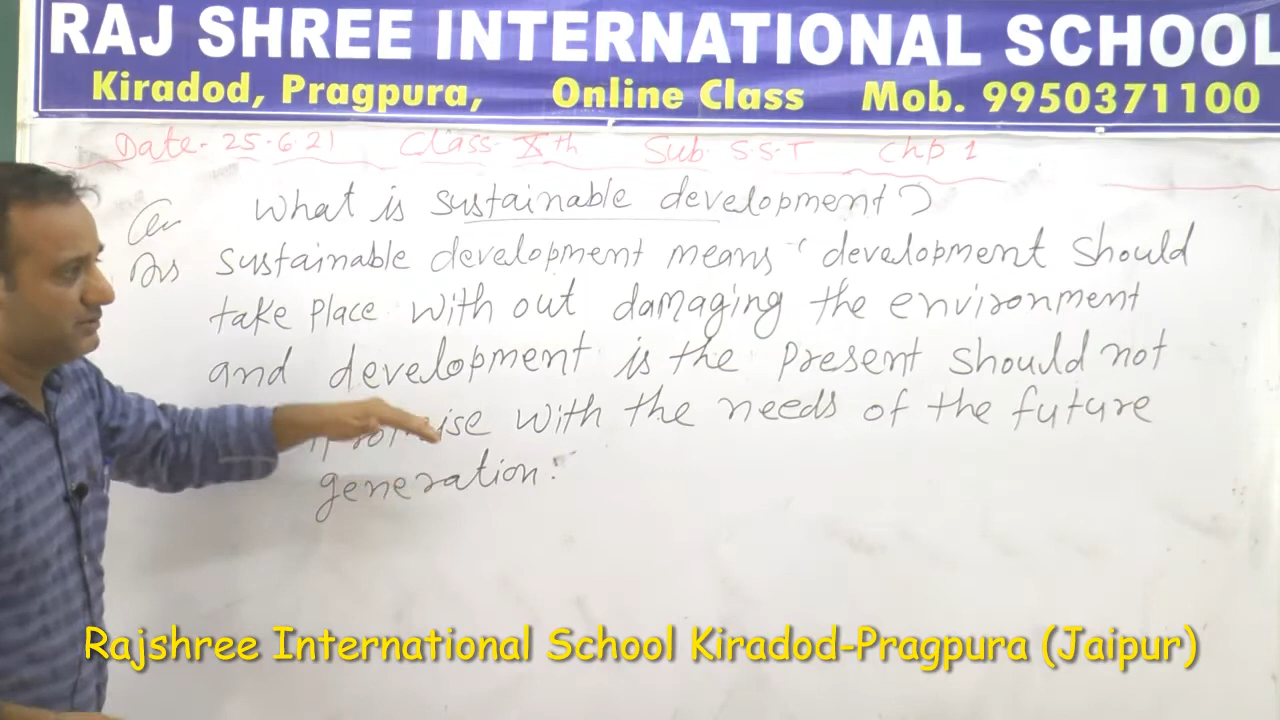 RAJ SHREE INTERNATIONAL SCHOOL
Kiradod, Pragpura, Online Class Mob. 9950371100
Date. 25.6.21 Class Xth Sub. S.S.T Chp 1
What is sustainable development?
Ans sustainable development means "development should
take place with out damaging the environment
and development is the present should not
with the needs of the future
generation."
Rajshree International School Kiradod-Pragpura (Jaipur)